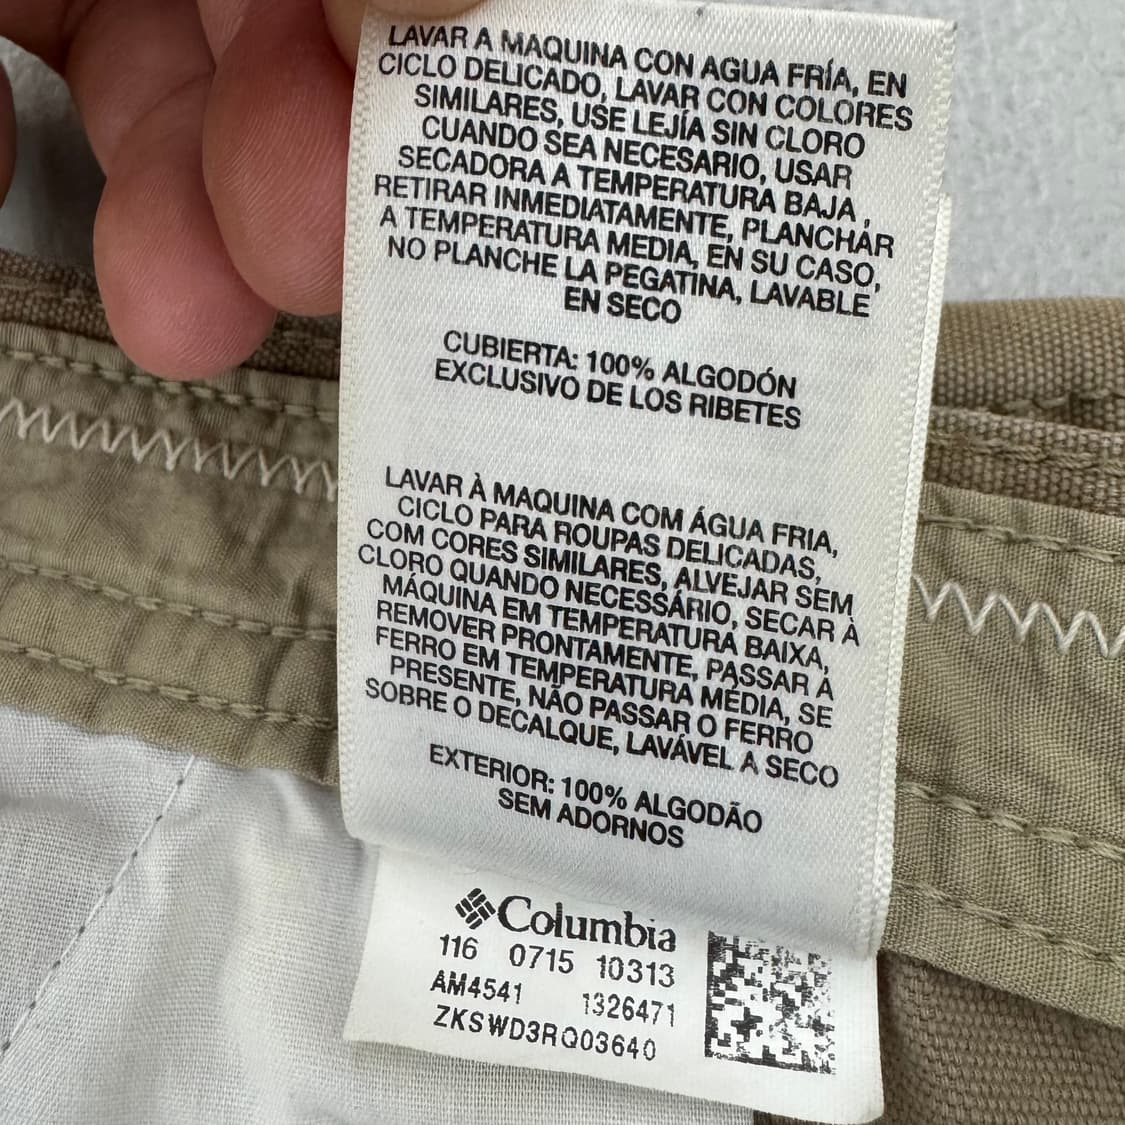 LAVAR A MAQUINA CON AGUA FRÍA, EN
CICLO DELICADO, LAVAR CON COLORES
SIMILARES, USE LEJÍA SIN CLORO
CUANDO SEA NECESARIO, USAR
SECADORA A TEMPERATURA BAJA,
RETIRAR INMEDIATAMENTE, PLANCHAR
A TEMPERATURA MEDIA, EN SU CASO,
NO PLANCHE LA PEGATINA, LAVABLE
EN SECO
CUBIERTA: 100% ALGODÓN
EXCLUSIVO DE LOS RIBETES
LAVAR À MAQUINA COM ÁGUA FRIA,
CICLO PARA ROUPAS DELICADAS,
COM CORES SIMILARES, ALVEJAR SEM
CLORO QUANDO NECESSÁRIO, SECAR À
MÁQUINA EM TEMPERATURA BAIXA,
REMOVER PRONTAMENTE, PASSAR A
FERRO EM TEMPERATURA MÉDIA, SE
PRESENTE, NÃO PASSAR O FERRO
SOBRE O DECALQUE, LAVÁVEL A SECO
EXTERIOR: 100% ALGODÃO
SEM ADORNOS
Columbia
116 0715 10313
AM4541 1326471
ZKSWD3RQ03640